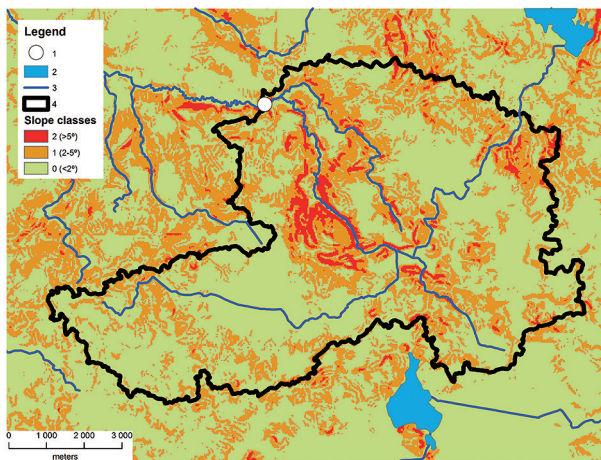 Legend
1
2
3
4
Slope classes
2 (>5º)
1 (2-5º)
0 (<2º)
0 1 000 2 000 3 000
meters